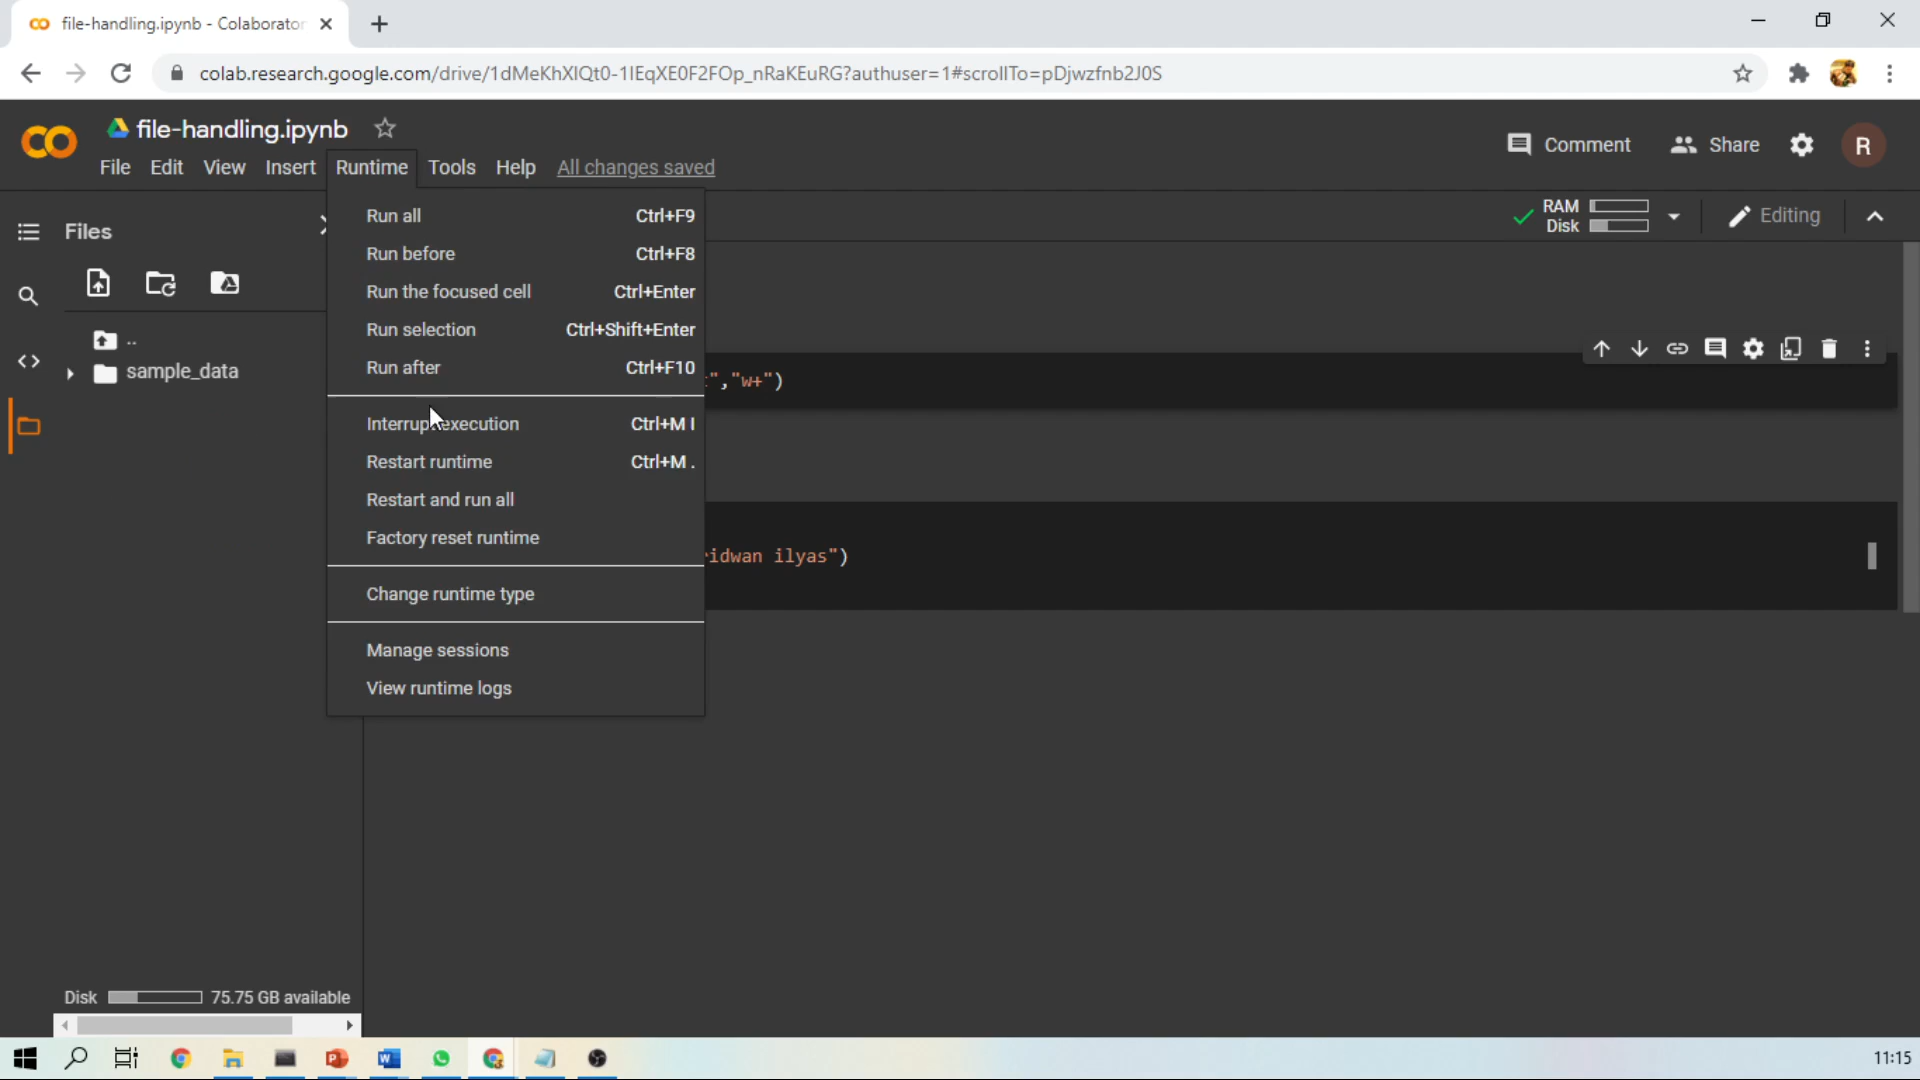 file-handling.ipynb - Colaborator
colab.research.google.com/drive/1dMeKhXlQt0-1IEqXE0F2FOp_nRaKEuRG?authuser=1#scrollTo=pDjwzfnb2J0S
file-handling.ipynb
File Edit View Insert Runtime Tools Help All changes saved
Comment Share R
Files
Run all Ctrl+F9
Run before Ctrl+F8
Run the focused cell Ctrl+Enter
Run selection Ctrl+Shift+Enter
Run after Ctrl+F10
Interrupt execution Ctrl+M I
Restart runtime Ctrl+M .
Restart and run all
Factory reset runtime
Change runtime type
Manage sessions
View runtime logs
RAM
Disk
Editing
..
sample_data
","w+")
idwan ilyas")
Disk 75.75 GB available
11:15